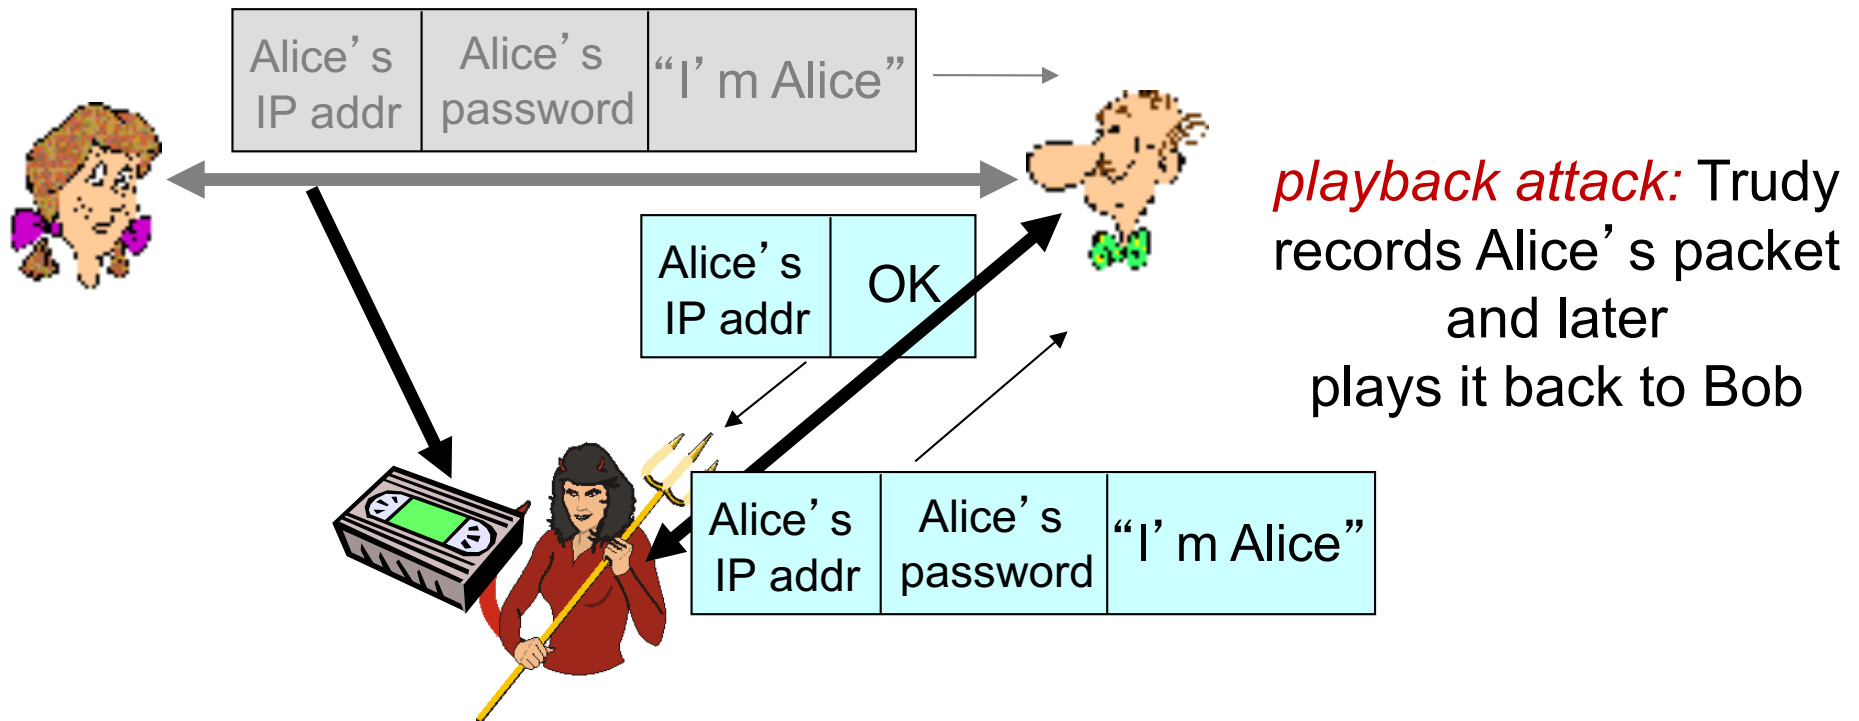 Alice’s IP addr
Alice’s password
“I’m Alice”
playback attack: Trudy
records Alice’s packet
and later
plays it back to Bob
Alice’s IP addr
OK
Alice’s IP addr
Alice’s password
“I’m Alice”